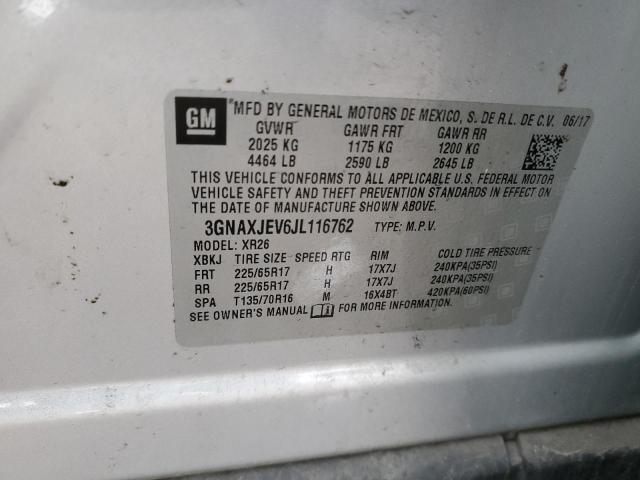 GM
*MFD BY GENERAL MOTORS DE MEXICO, S. DE R.L. DE C.V. 06/17
GVWR GAWR FRT GAWR RR
2025 KG 1175 KG 1200 KG
4464 LB 2590 LB 2645 LB
THIS VEHICLE CONFORMS TO ALL APPLICABLE U.S. FEDERAL MOTOR
VEHICLE SAFETY AND THEFT PREVENTION STANDARDS IN EFFECT ON
THE DATE OF MANUFACTURE SHOWN ABOVE.
3GNAXJEV6JL116762 TYPE: M.P.V.
MODEL: XR26
XBKJ TIRE SIZE SPEED RTG RIM COLD TIRE PRESSURE
FRT 225/65R17 H 17X7J 240KPA(35PSI)
RR 225/65R17 H 17X7J 240KPA(35PSI)
SPA T135/70R16 M 16X4BT 420KPA(60PSI)
SEE OWNER'S MANUAL FOR MORE INFORMATION.